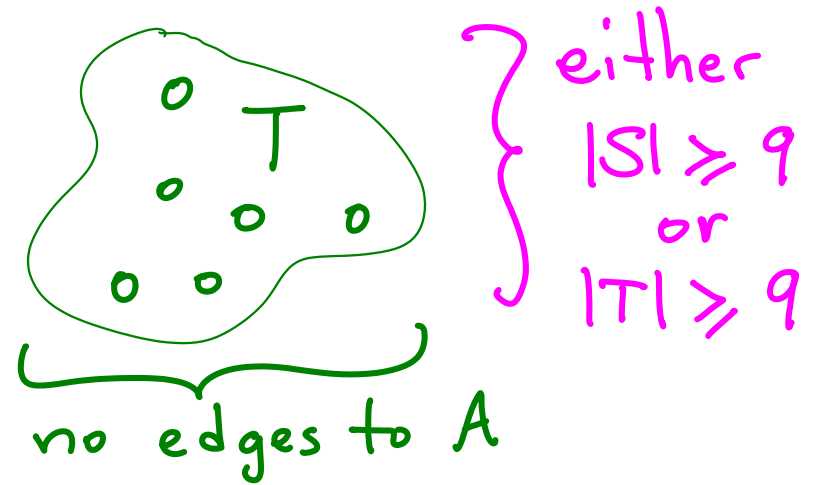 T
either
|S| ⩾ 9
or
|T| ⩾ 9
no edges to A